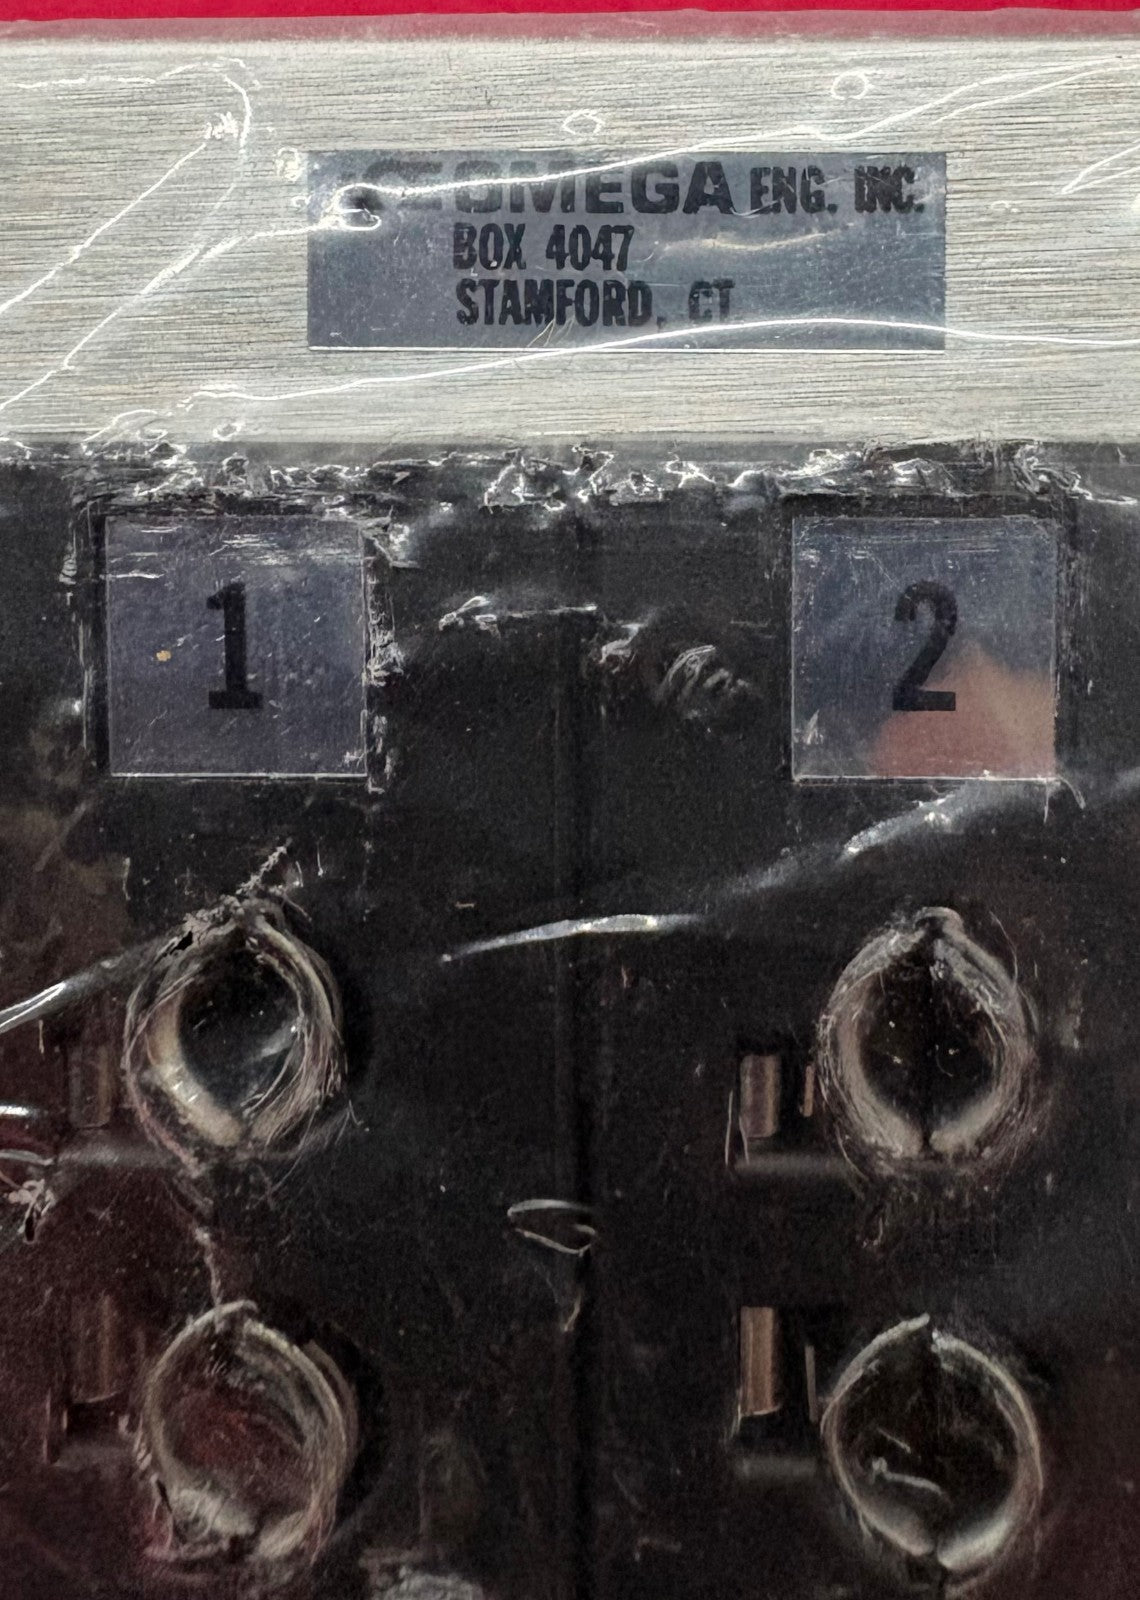 OMEGA ENG. INC.
BOX 4047
STAMFORD, CT.
1
2